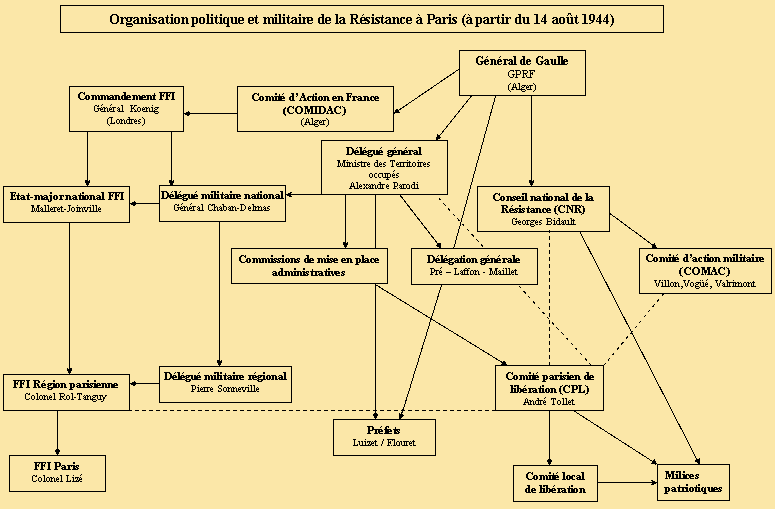 Organisation politique et militaire de la Résistance à Paris (à partir du 14 août 1944)
Général de Gaulle
GPRF
(Alger)
Commandement FFI
Général Koenig
(Londres)
Comité d'Action en France
(COMIDAC)
(Alger)
Délégué général
Ministre des Territoires
occupés
Alexandre Parodi
Etat-major national FFI
Malleret-Joinville
Délégué militaire national
Général Chaban-Delmas
Conseil national de la
Résistance (CNR)
Georges Bidault
Commissions de mise en place
administratives
Délégation générale
Pré – Laffon - Maillet
Comité d'action militaire
(COMAC)
Villon,Vogüé, Valrimont
FFI Région parisienne
Colonel Rol-Tanguy
Délégué militaire régional
Pierre Sonneville
Comité parisien de
libération (CPL)
André Tollet
Préfets
Luizet / Flouret
FFI Paris
Colonel Lizé
Comité local
de libération
Milices
patriotiques